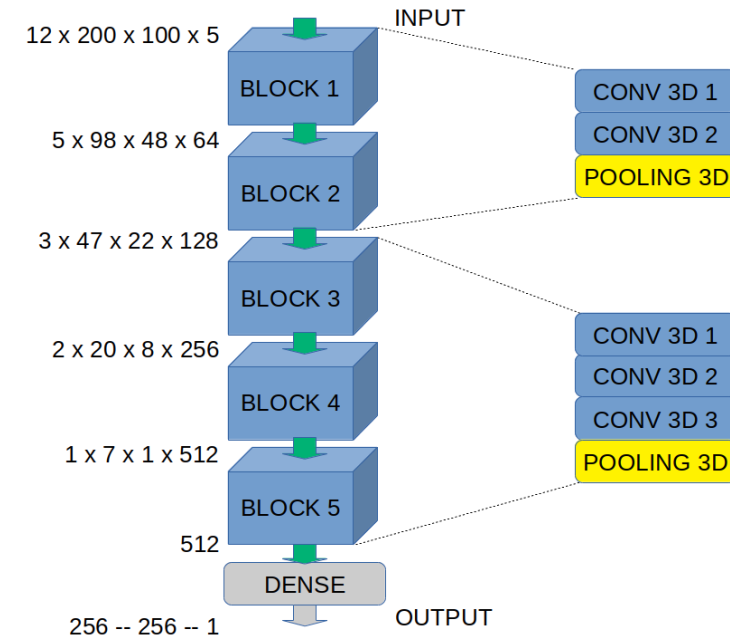 INPUT
12 x 200 x 100 x 5
BLOCK 1
5 x 98 x 48 x 64
BLOCK 2
3 x 47 x 22 x 128
BLOCK 3
2 x 20 x 8 x 256
BLOCK 4
1 x 7 x 1 x 512
BLOCK 5
512
DENSE
256 -- 256 -- 1
OUTPUT
CONV 3D 1
CONV 3D 2
POOLING 3D
CONV 3D 1
CONV 3D 2
CONV 3D 3
POOLING 3D